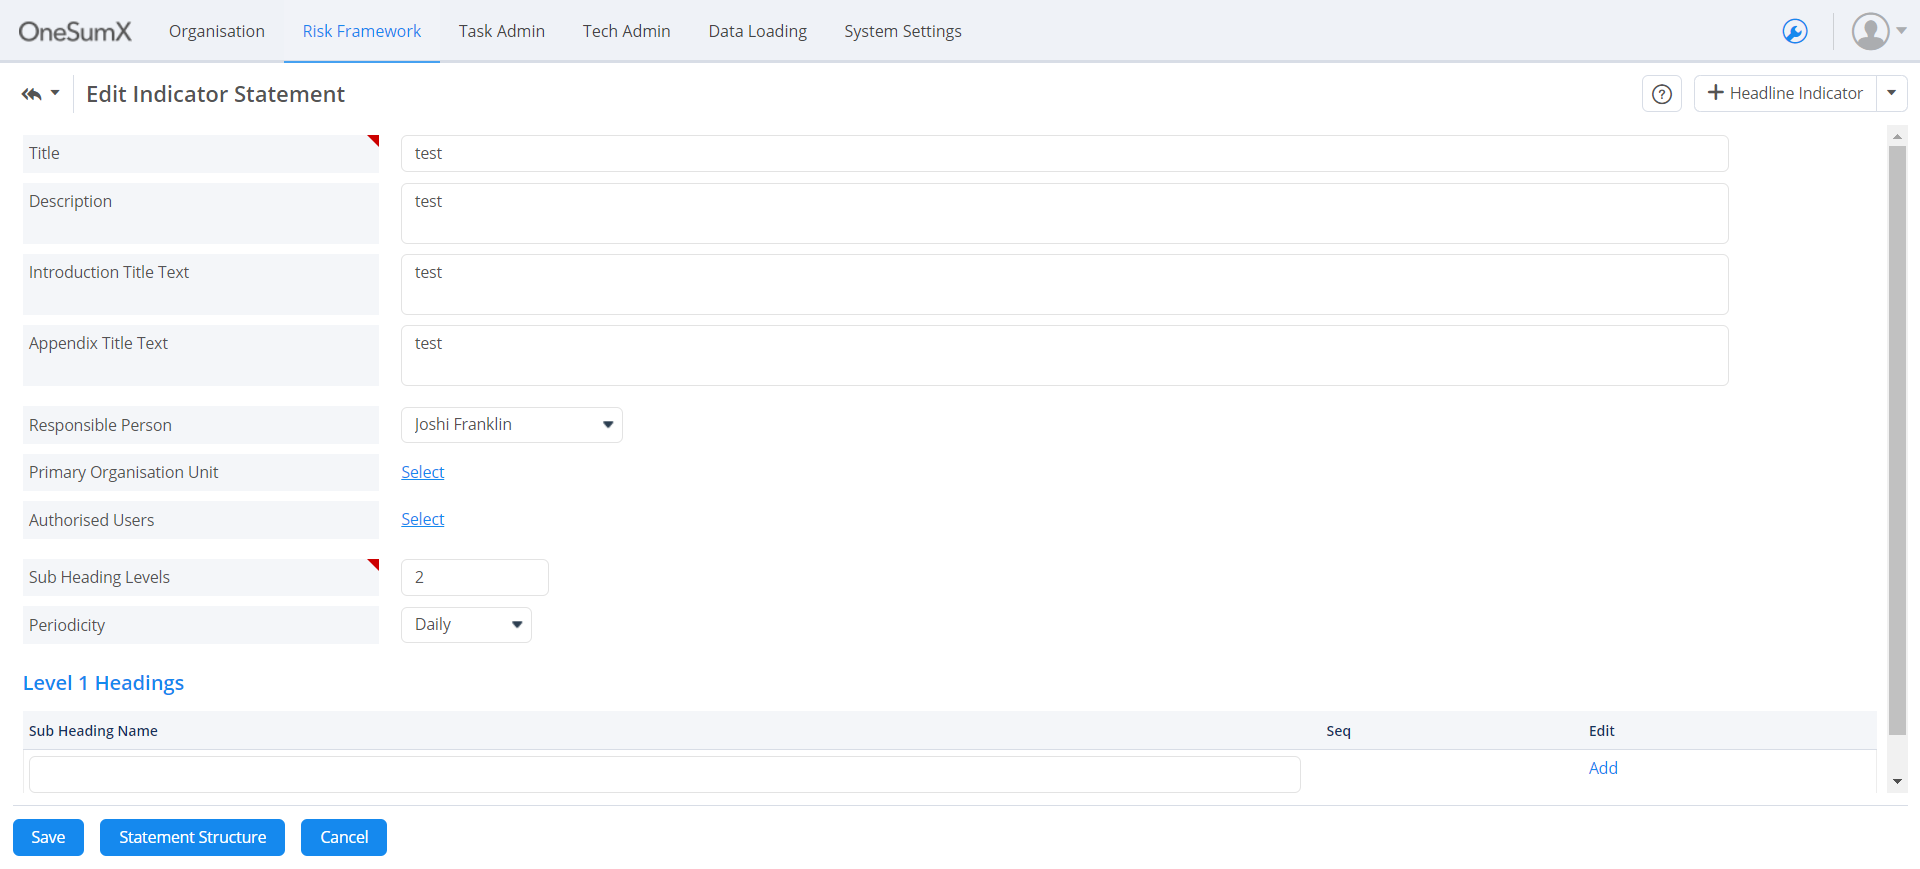 OneSumX Organisation Risk Framework Task Admin Tech Admin Data Loading System Settings
Edit Indicator Statement
? + Headline Indicator
Title test
Description test
Introduction Title Text test
Appendix Title Text test
Responsible Person Joshi Franklin
Primary Organisation Unit Select
Authorised Users Select
Sub Heading Levels 2
Periodicity Daily
Level 1 Headings
Sub Heading Name Seq Edit
Add
Save Statement Structure Cancel